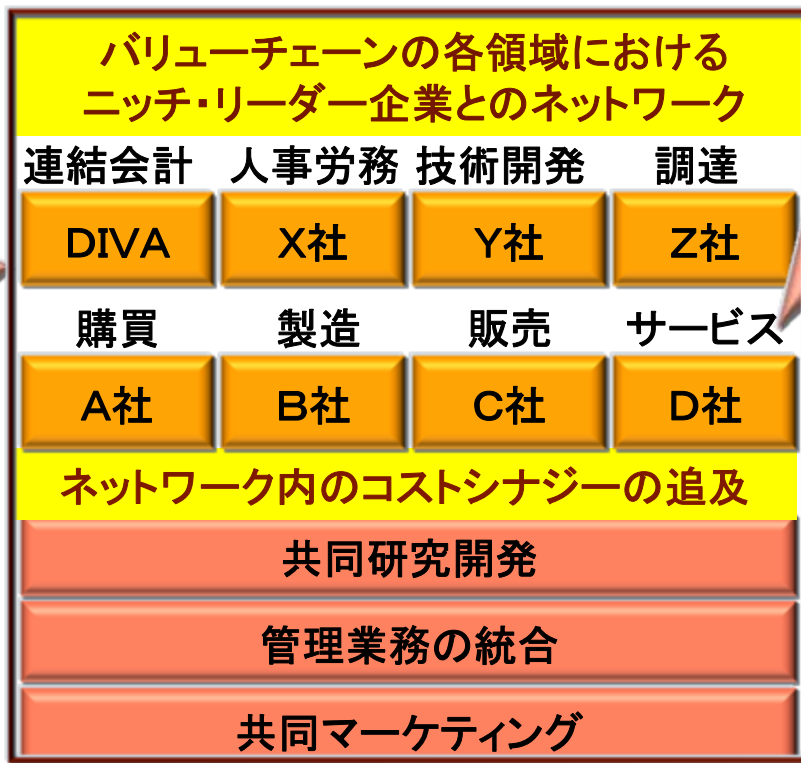 バリューチェーンの各領域における
ニッチ・リーダー企業とのネットワーク
連結会計 人事労務 技術開発 調達
DIVA X社 Y社 Z社
購買 製造 販売 サービス
A社 B社 C社 D社
ネットワーク内のコストシナジーの追及
共同研究開発
管理業務の統合
共同マーケティング